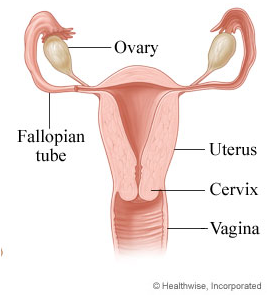 Ovary
Fallopian
tube
Uterus
Cervix
Vagina
© Healthwise, Incorporated